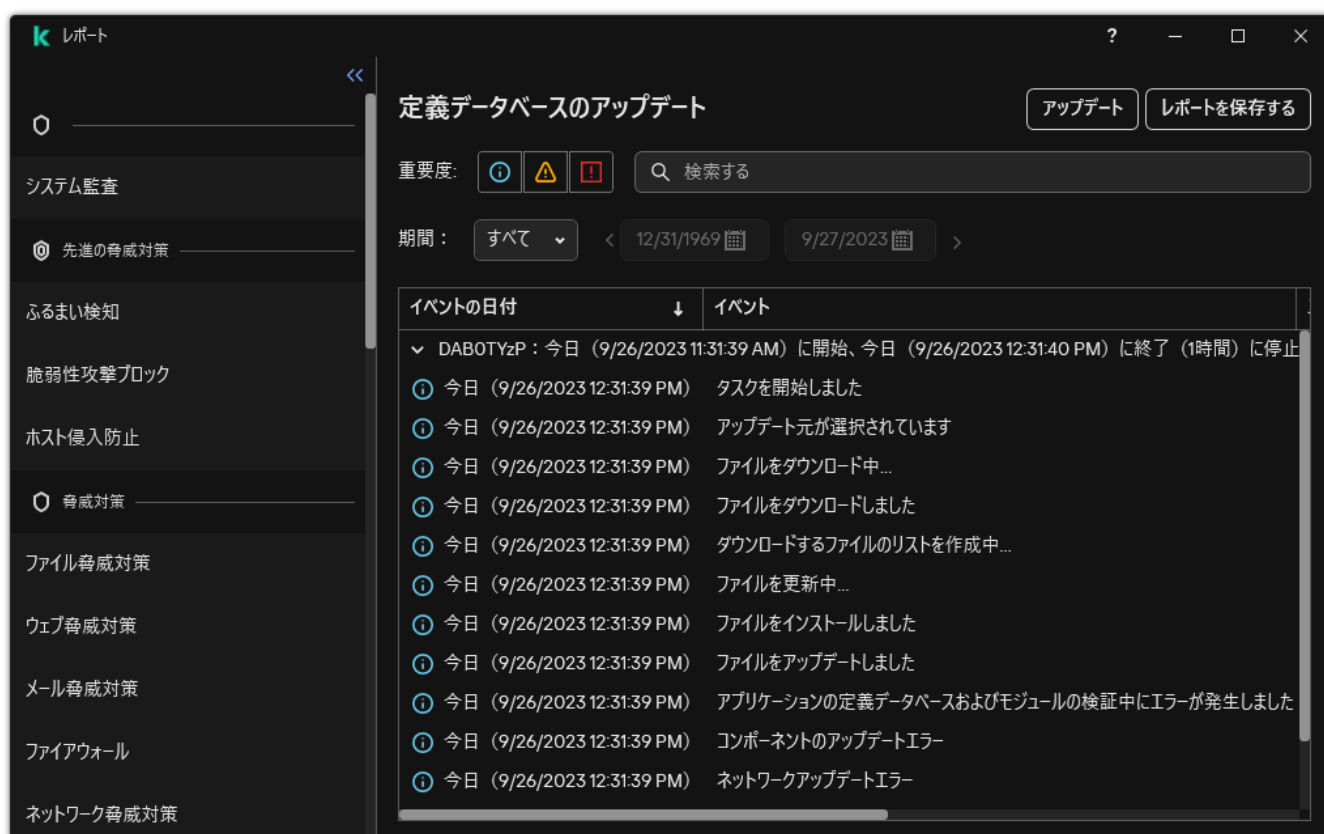 レポート
?
定義データベースのアップデート
アップデート
レポートを保存する
重要度:
検索する
期間：
すべて
12/31/1969
9/27/2023
システム監査
先進の脅威対策
ふるまい検知
脆弱性攻撃ブロック
ホスト侵入防止
脅威対策
ファイル脅威対策
ウェブ脅威対策
メール脅威対策
ファイアウォール
ネットワーク脅威対策
イベントの日付 ↓ イベント
DAB0TYzP：今日（9/26/2023 11:31:39 AM）に開始、今日（9/26/2023 12:31:40 PM）に終了（1時間）に停止
今日（9/26/2023 12:31:39 PM） タスクを開始しました
今日（9/26/2023 12:31:39 PM） アップデート元が選択されています
今日（9/26/2023 12:31:39 PM） ファイルをダウンロード中...
今日（9/26/2023 12:31:39 PM） ファイルをダウンロードしました
今日（9/26/2023 12:31:39 PM） ダウンロードするファイルのリストを作成中...
今日（9/26/2023 12:31:39 PM） ファイルを更新中...
今日（9/26/2023 12:31:39 PM） ファイルをインストールしました
今日（9/26/2023 12:31:39 PM） ファイルをアップデートしました
今日（9/26/2023 12:31:39 PM） アプリケーションの定義データベースおよびモジュールの検証中にエラーが発生しました
今日（9/26/2023 12:31:39 PM） コンポーネントのアップデートエラー
今日（9/26/2023 12:31:39 PM） ネットワークアップデートエラー